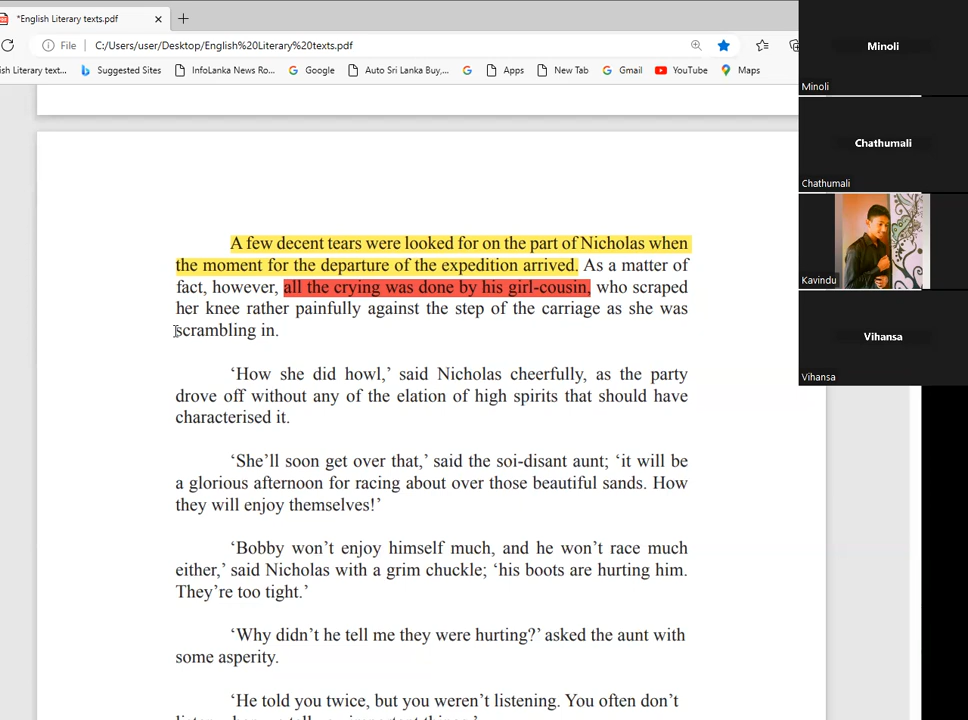 *English Literary texts.pdf
File
C:/Users/user/Desktop/English%20Literary%20texts.pdf
ish Literary text...
Suggested Sites
InfoLanka News Ro...
Google
Auto Sri Lanka Buy,...
Apps
New Tab
Gmail
YouTube
Maps
A few decent tears were looked for on the part of Nicholas when
the moment for the departure of the expedition arrived. As a matter of
fact, however, all the crying was done by his girl-cousin, who scraped
her knee rather painfully against the step of the carriage as she was
scrambling in.
‘How she did howl,’ said Nicholas cheerfully, as the party
drove off without any of the elation of high spirits that should have
characterised it.
‘She’ll soon get over that,’ said the soi-disant aunt; ‘it will be
a glorious afternoon for racing about over those beautiful sands. How
they will enjoy themselves!’
‘Bobby won’t enjoy himself much, and he won’t race much
either,’ said Nicholas with a grim chuckle; ‘his boots are hurting him.
They’re too tight.’
‘Why didn’t he tell me they were hurting?’ asked the aunt with
some asperity.
‘He told you twice, but you weren’t listening. You often don’t
listen when we tell you important things.’
Minoli
Minoli
Chathumali
Chathumali
Kavindu
Vihansa
Vihansa